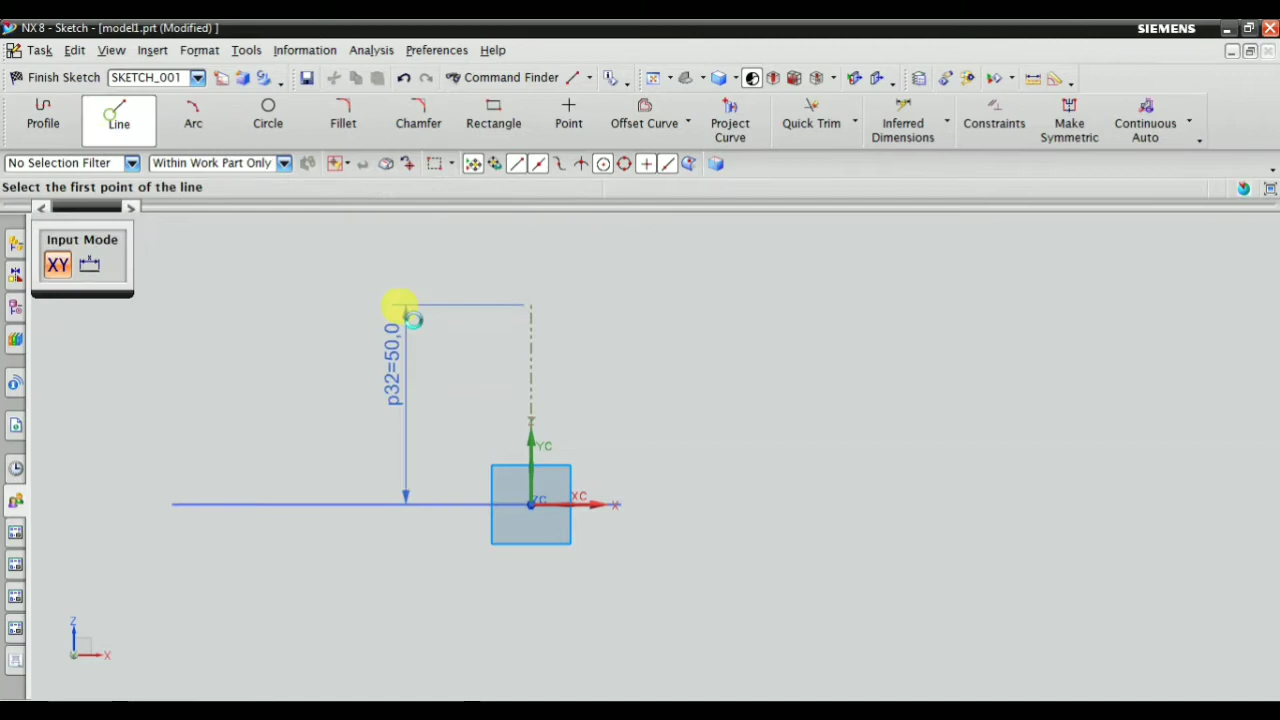 NX 8 - Sketch - [model1.prt (Modified) ]
SIEMENS
Task Edit View Insert Format Tools Information Analysis Preferences Help
Finish Sketch SKETCH_001 Command Finder
Profile Line Arc Circle Fillet Chamfer Rectangle Point Offset Curve Project Curve Quick Trim Inferred Dimensions Constraints Make Symmetric Continuous Auto
No Selection Filter Within Work Part Only
Select the first point of the line
Input Mode
XY
p32=50,0
YC
XC
X
Z
X